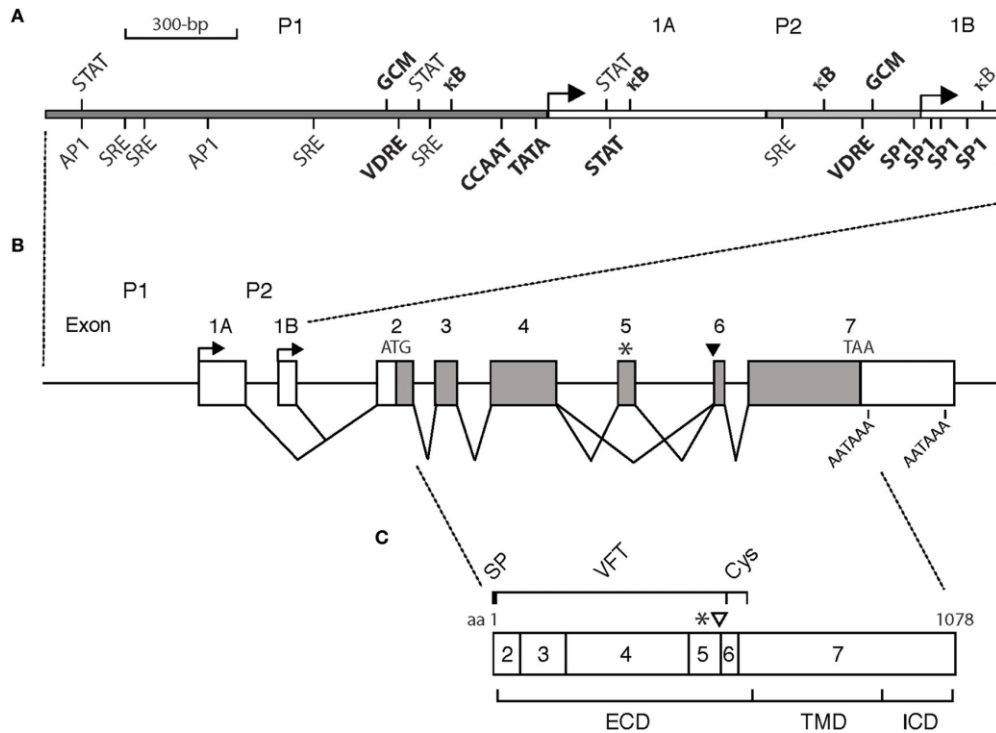 A
300-bp P1 1A P2 1B
STAT GCM STAT κB STAT κB κB GCM κB
AP1 SRE SRE AP1 SRE VDRE SRE CCAAT TATA STAT SRE VDRE SP1 SP1 SP1 SP1
B
P1 P2
Exon 1A 1B 2 3 4 5 6 7
ATG * TAA
AATAAA AATAAA
C
SP VFT Cys
aa 1 * 1078
2 3 4 5 6 7
ECD TMD ICD